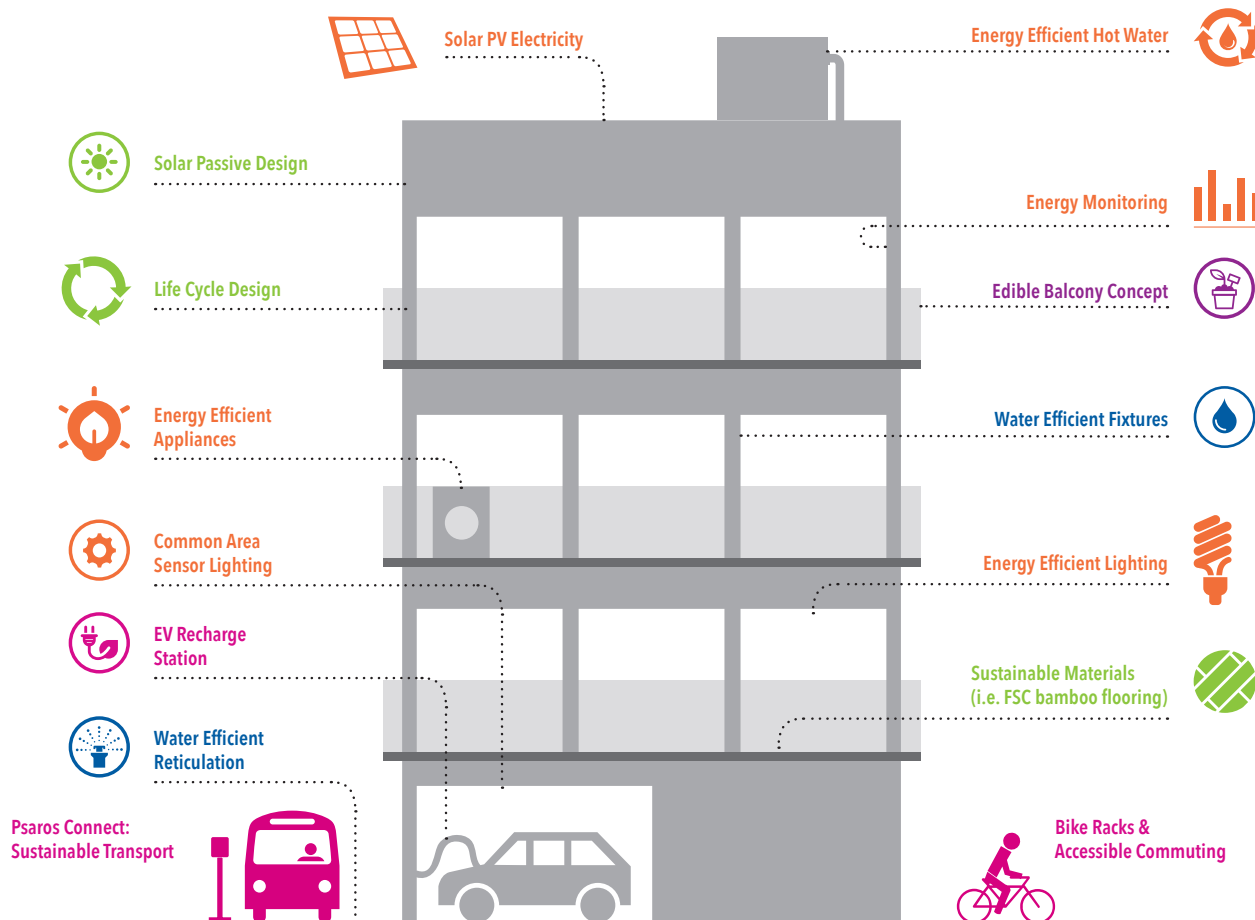 Solar PV Electricity
Energy Efficient Hot Water
Solar Passive Design
Energy Monitoring
Life Cycle Design
Edible Balcony Concept
Energy Efficient
Appliances
Water Efficient Fixtures
Common Area
Sensor Lighting
Energy Efficient Lighting
EV Recharge
Station
Sustainable Materials
(i.e. FSC bamboo flooring)
Water Efficient
Reticulation
Psaros Connect:
Sustainable Transport
Bike Racks &
Accessible Commuting